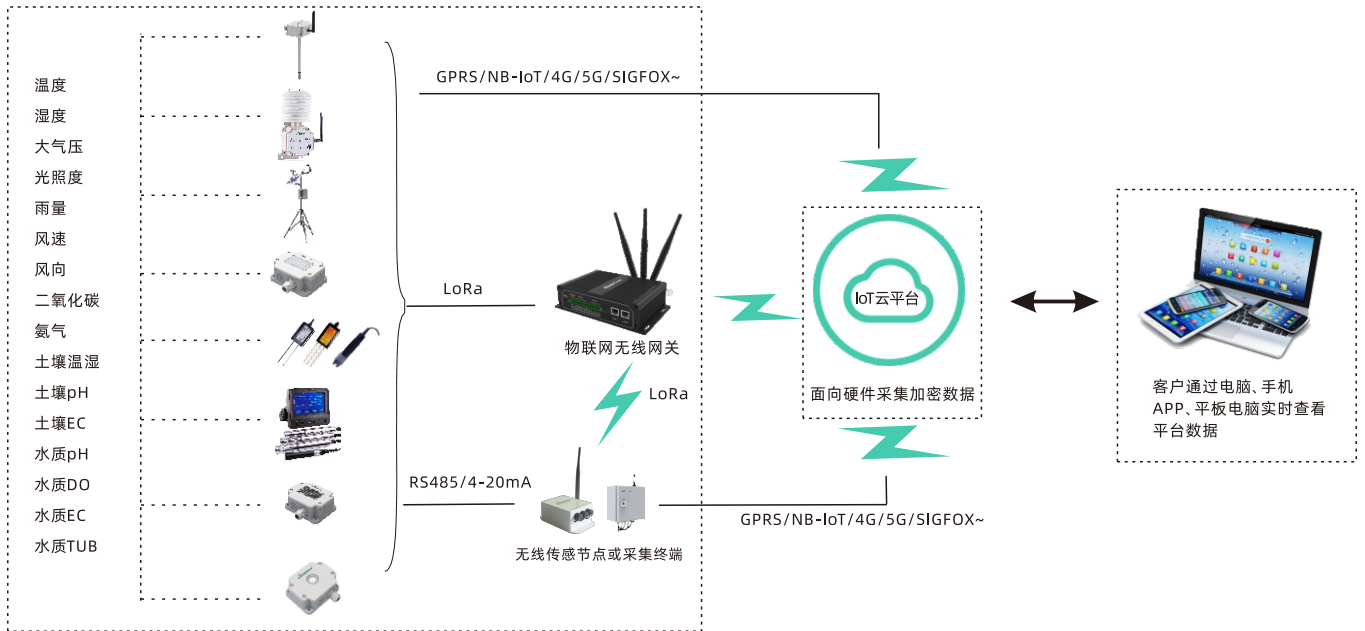 温度
湿度
大气压
光照度
雨量
风速
风向
二氧化碳
氨气
土壤温湿
土壤pH
土壤EC
水质pH
水质DO
水质EC
水质TUB
GPRS/NB-IoT/4G/5G/SIGFOX~
LoRa
物联网无线网关
LoRa
RS485/4-20mA
无线传感节点或采集终端
GPRS/NB-IoT/4G/5G/SIGFOX~
IoT云平台
面向硬件采集加密数据
客户通过电脑、手机
APP、平板电脑实时查看
平台数据